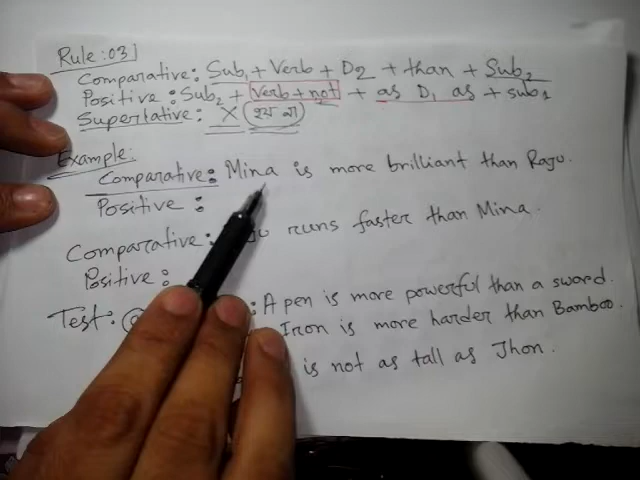 Rule: 03
Comparative: Sub1 + Verb + D2 + than + Sub2
Positive: Sub2 + verb + not + as D1 as + sub1
Supertative: X (হয় না)
Example:
Comparative: Mina is more brilliant than Raju.
Positive:
Comparative: runs faster than Mina.
Positive:
Test: : A pen is more powerful than a sword.
Iron is more harder than Bamboo.
is not as tall as Jhon.